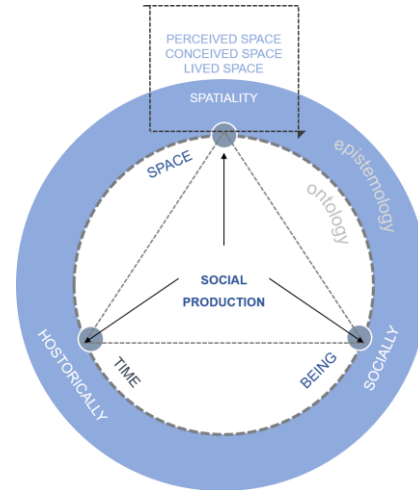 PERCEIVED SPACE
CONCEIVED SPACE
LIVED SPACE
SPATIALITY
epistemology
SPACE
ontology
SOCIAL
PRODUCTION
HOSTORICALLY
TIME
BEING
SOCIALLY